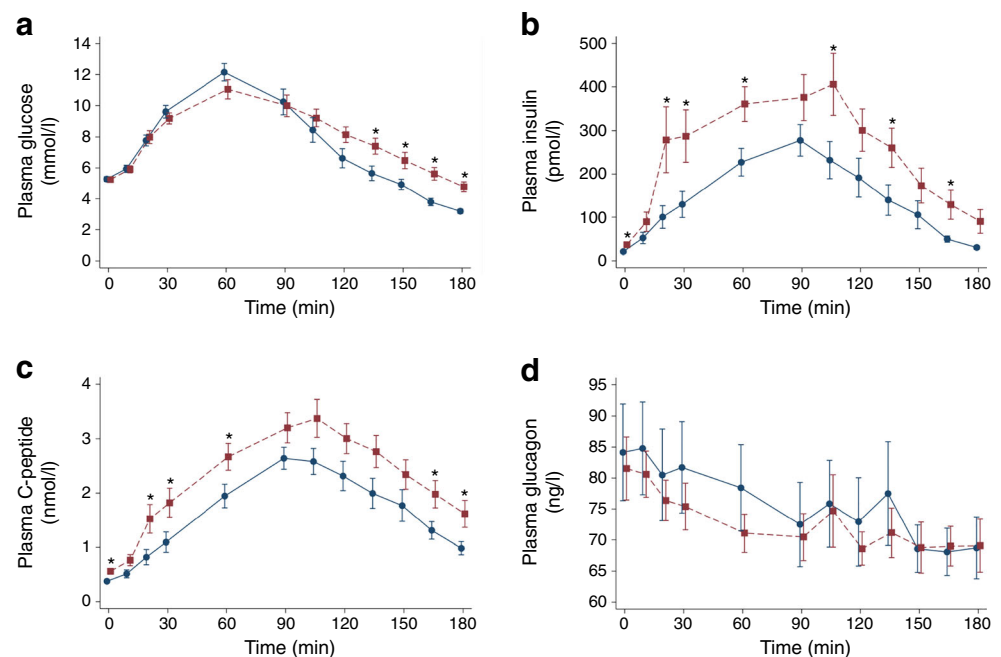 a
Plasma glucose
(mmol/l)
14
12
10
8
6
4
2
0
* * * *
0 30 60 90 120 150 180
Time (min)
b
Plasma insulin
(pmol/l)
500
400
300
200
100
0
* * * * * * *
0 30 60 90 120 150 180
Time (min)
c
Plasma C-peptide
(nmol/l)
4
3
2
1
0
* * * * * *
0 30 60 90 120 150 180
Time (min)
d
Plasma glucagon
(ng/l)
95
90
85
80
75
70
65
60
0 30 60 90 120 150 180
Time (min)